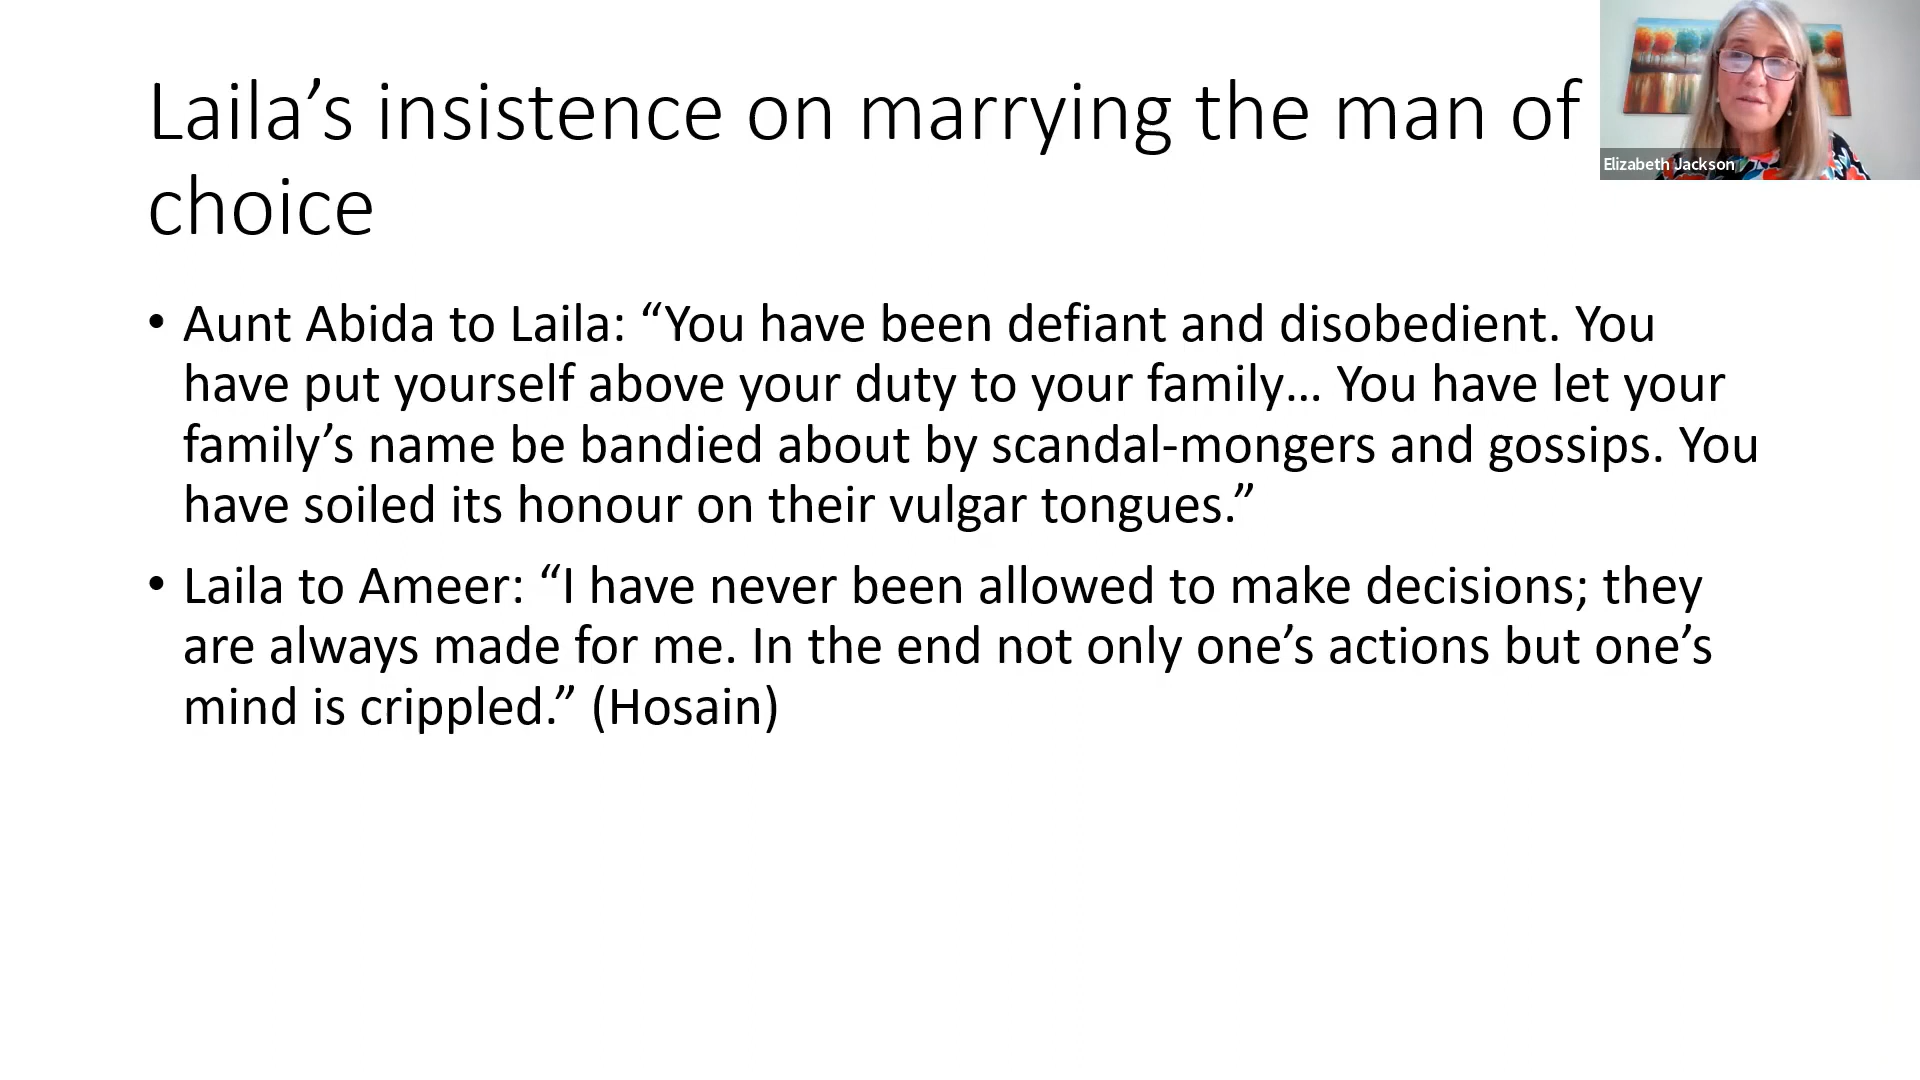 Laila’s insistence on marrying the man of
choice
Elizabeth Jackson
• Aunt Abida to Laila: “You have been defiant and disobedient. You
have put yourself above your duty to your family… You have let your
family’s name be bandied about by scandal-mongers and gossips. You
have soiled its honour on their vulgar tongues.”
• Laila to Ameer: “I have never been allowed to make decisions; they
are always made for me. In the end not only one’s actions but one’s
mind is crippled.” (Hosain)